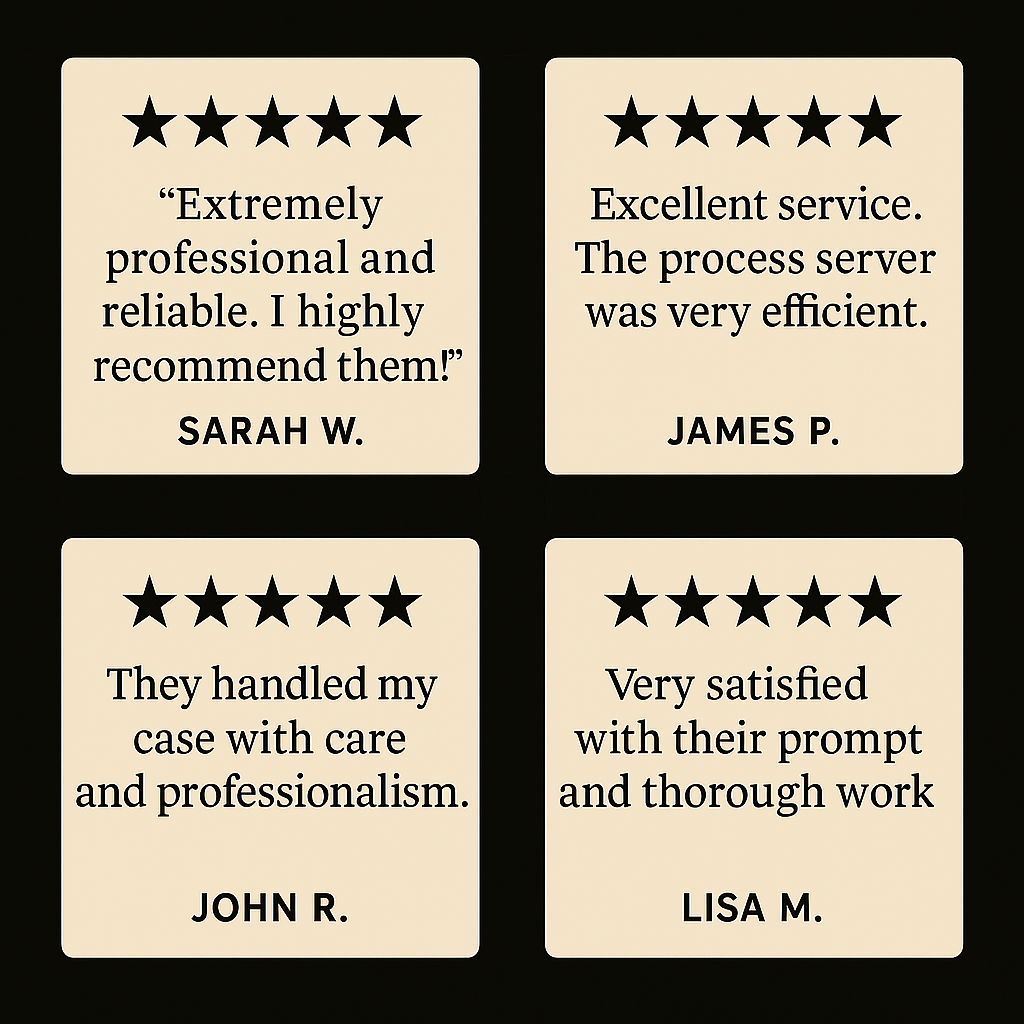 ★★★★★
“Extremely
professional and
reliable. I highly
recommend them!”
SARAH W.
★★★★★
Excellent service.
The process server
was very efficient.
JAMES P.
★★★★★
They handled my
case with care
and professionalism.
JOHN R.
★★★★★
Very satisfied
with their prompt
and thorough work
LISA M.